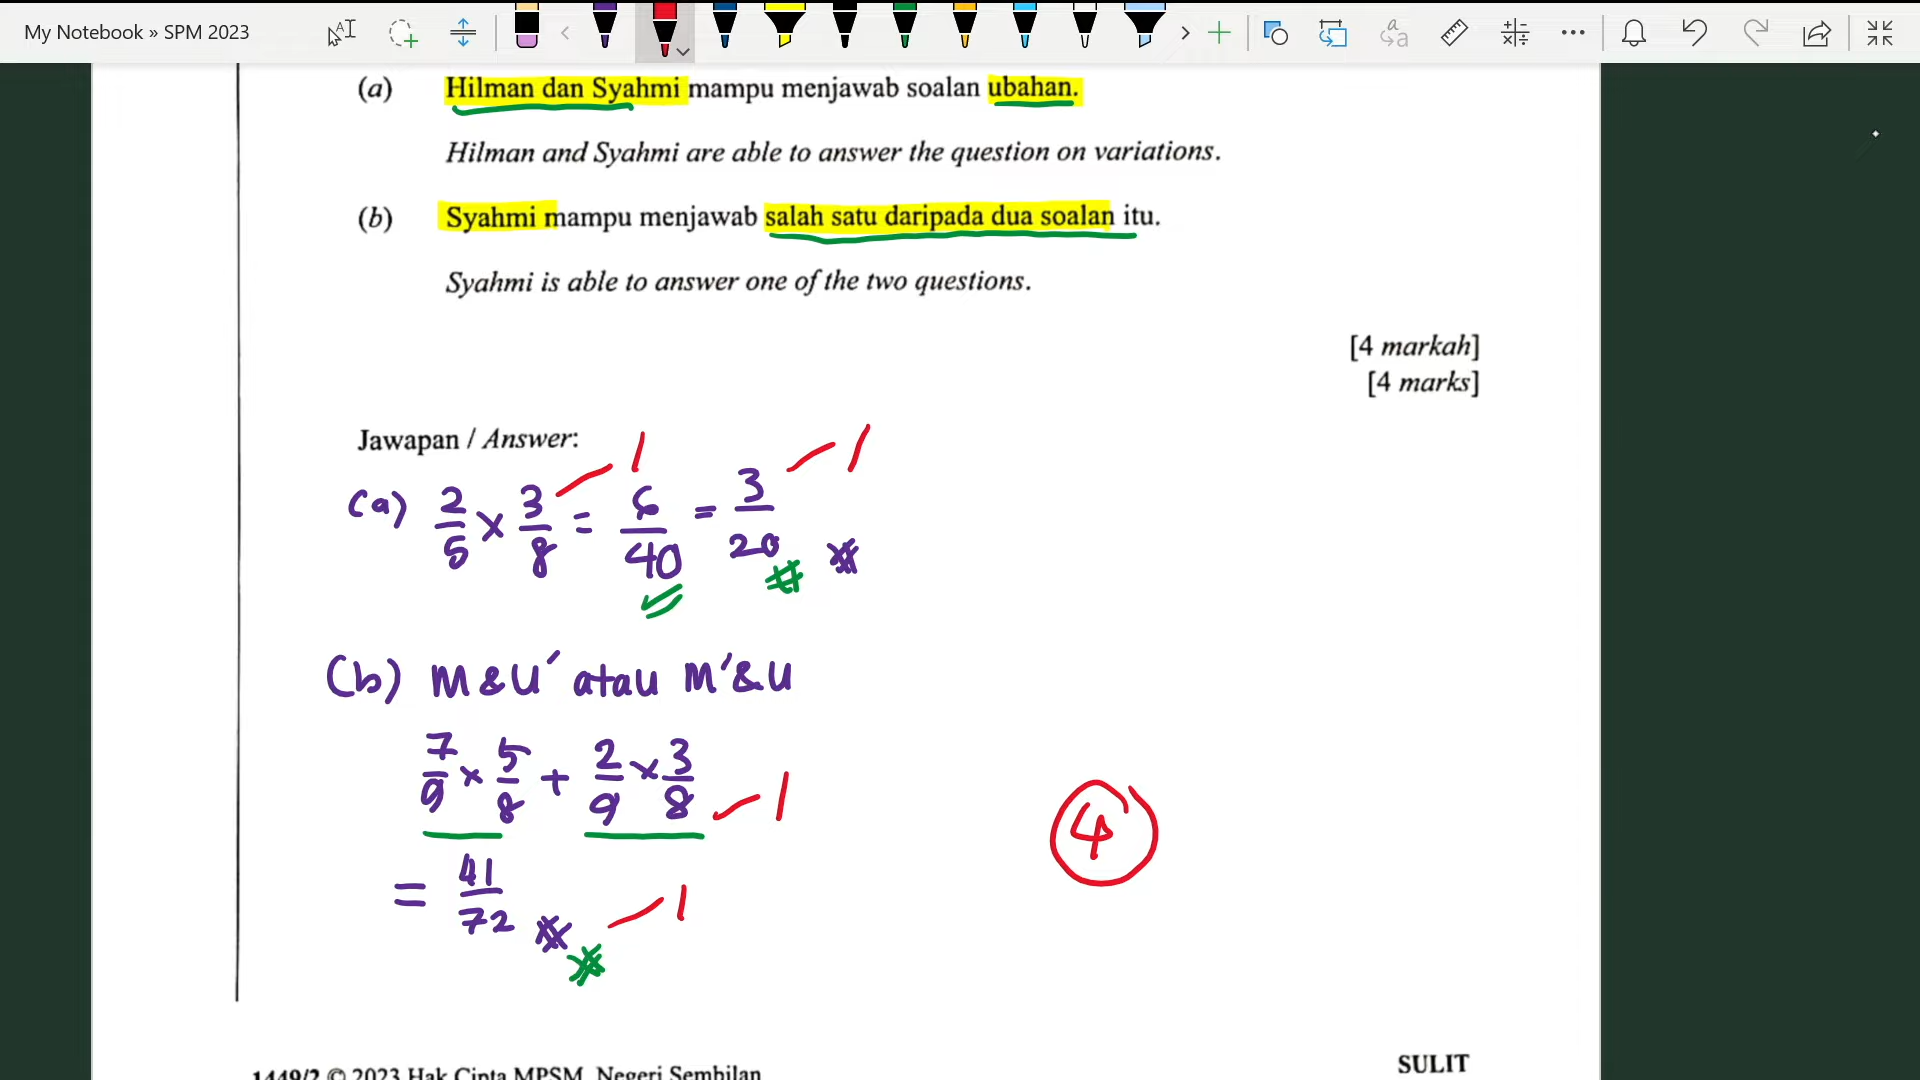 My Notebook » SPM 2023
(a) Hilman dan Syahmi mampu menjawab soalan ubahan.
Hilman and Syahmi are able to answer the question on variations.
(b) Syahmi mampu menjawab salah satu daripada dua soalan itu.
Syahmi is able to answer one of the two questions.
[4 markah]
[4 marks]
Jawapan / Answer:
(a) 2/5 × 3/8 = 6/40 = 3/20
1 1
(b) M & U' atau M' & U
7/9 × 5/8 + 2/9 × 3/8 1
= 41/72 1
4
1449/2 © 2023 Hak Cipta MPSM, Negeri Sembilan
SULIT